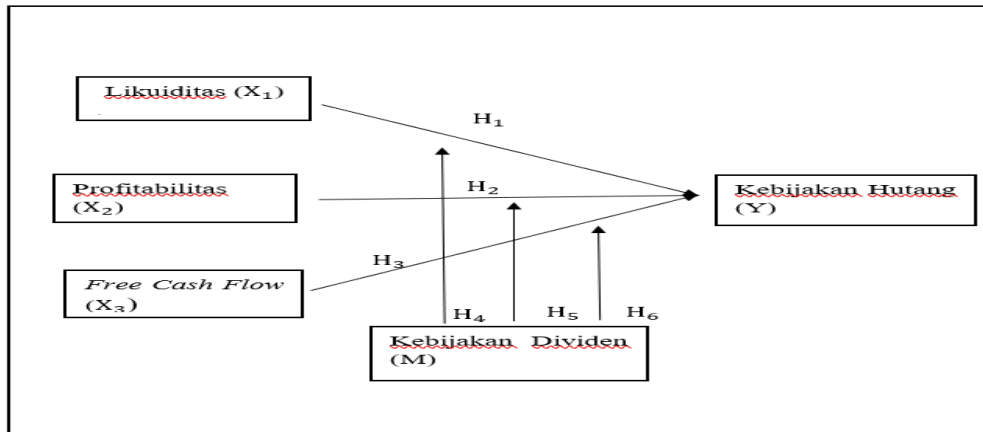 Likuiditas (X₁)
H₁
Profitabilitas
(X₂)
H₂
Kebijakan Hutang
(Y)
Free Cash Flow
(X₃)
H₃
H₄
H₅
H₆
Kebijakan Dividen
(M)